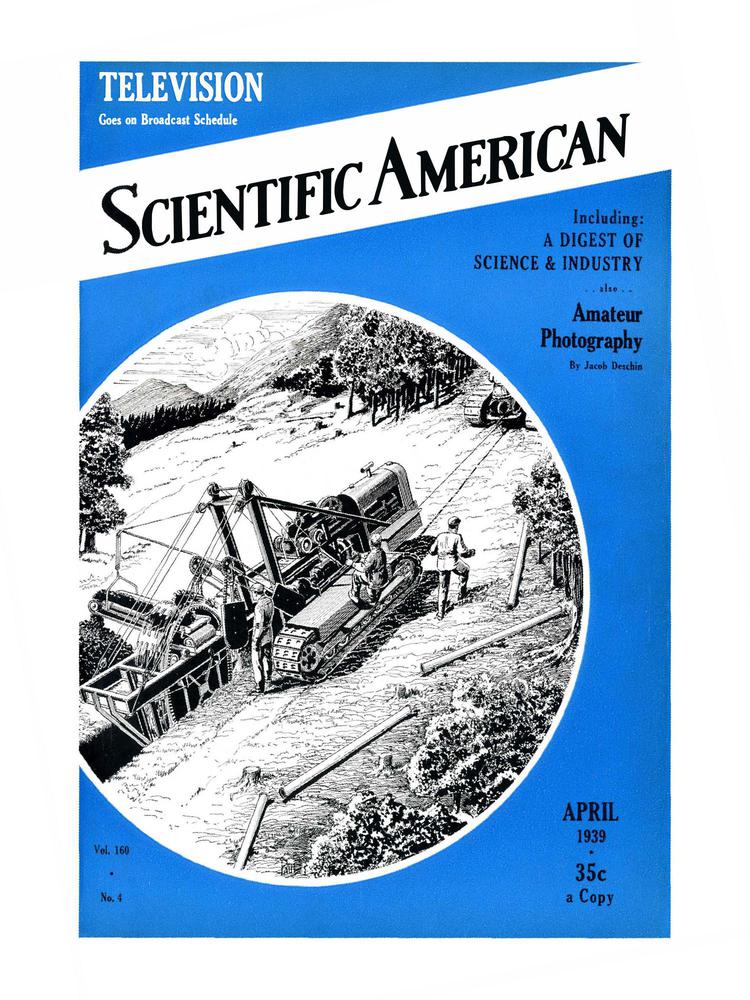 TELEVISION
Goes on Broadcast Schedule
SCIENTIFIC AMERICAN
Including:
A DIGEST OF
SCIENCE & INDUSTRY
. . also . .
Amateur
Photography
By Jacob Deschin
Vol. 160
•
No. 4
APRIL
1939
•
35c
a Copy